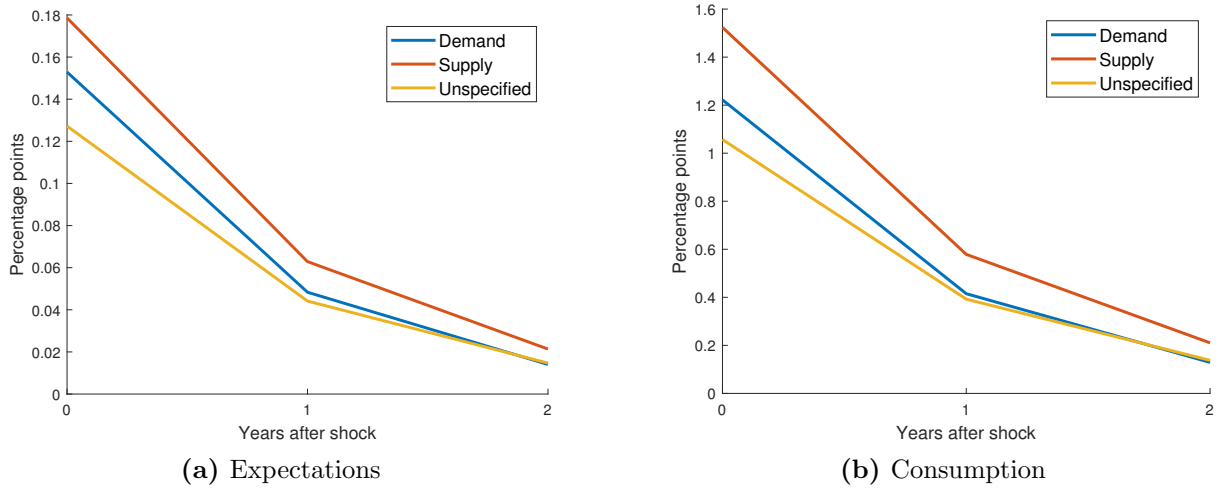 0.18
0.16
0.14
0.12
0.1
0.08
0.06
0.04
0.02
0
Percentage points
Demand
Supply
Unspecified
0 1 2
Years after shock
(a) Expectations
1.6
1.4
1.2
1
0.8
0.6
0.4
0.2
0
Percentage points
Demand
Supply
Unspecified
0 1 2
Years after shock
(b) Consumption